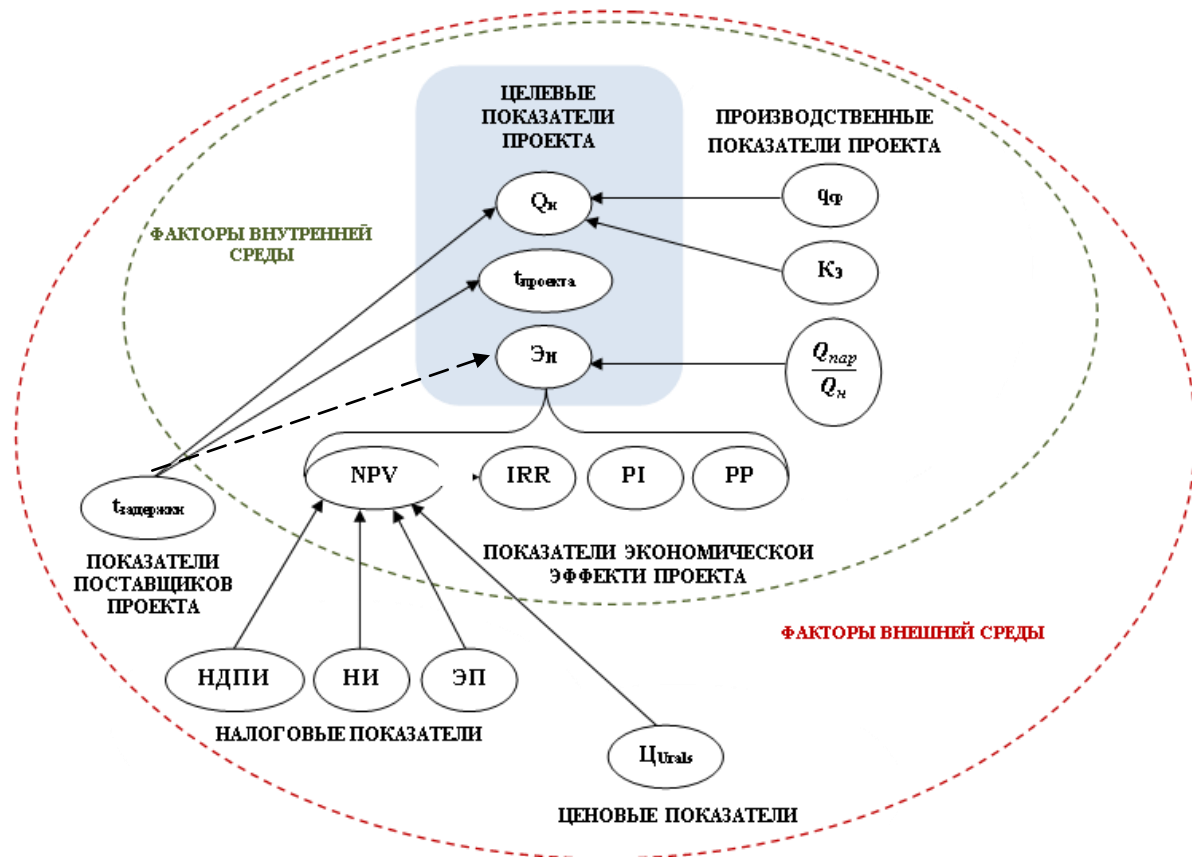 ЦЕЛЕВЫЕ
ПОКАЗАТЕЛИ
ПРОЕКТА
ПРОИЗВОДСТВЕННЫЕ
ПОКАЗАТЕЛИ ПРОЕКТА
Qн
qф
ФАКТОРЫ ВНУТРЕННЕЙ
СРЕДЫ
Kэ
tпроекта
Эн
Qпар
Qн
NPV
IRR
PI
PP
tзадержки
ПОКАЗАТЕЛИ
ПОСТАВЩИКОВ
ПРОЕКТА
ПОКАЗАТЕЛИ ЭКОНОМИЧЕСКОИ
ЭФФЕКТИ ПРОЕКТА
ФАКТОРЫ ВНЕШНЕЙ СРЕДЫ
НДПИ
НИ
ЭП
НАЛОГОВЫЕ ПОКАЗАТЕЛИ
ЦUrals
ЦЕНОВЫЕ ПОКАЗАТЕЛИ